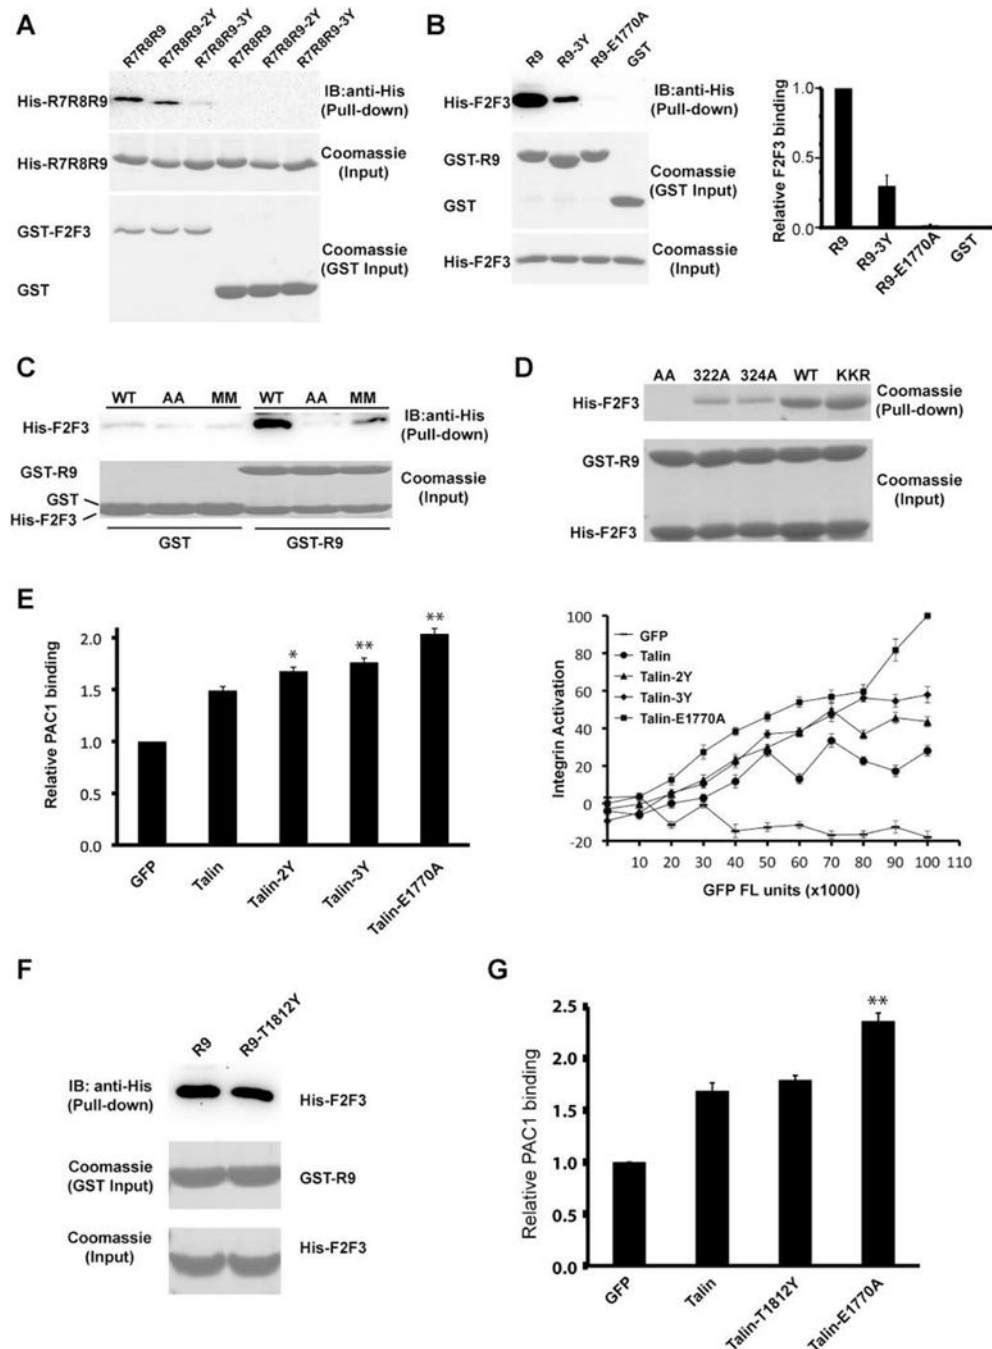 A
R7R8R9
R7R8R9-2Y
R7R8R9-3Y
R7R8R9
R7R8R9-2Y
R7R8R9-3Y
His-R7R8R9
IB:anti-His
(Pull-down)
His-R7R8R9
Coomassie
(Input)
GST-F2F3
Coomassie
(GST Input)
GST
B
R9
R9-3Y
R9-E1770A
GST
His-F2F3
IB:anti-His
(Pull-down)
GST-R9
Coomassie
(GST Input)
GST
His-F2F3
Coomassie
(Input)
Relative F2F3 binding
1.0
0.5
0.0
R9
R9-3Y
R9-E1770A
GST
C
WT AA MM WT AA MM
His-F2F3
IB:anti-His
(Pull-down)
GST-R9
Coomassie
(Input)
GST
His-F2F3
GST GST-R9
D
AA 322A 324A WT KKR
His-F2F3
Coomassie
(Pull-down)
GST-R9
Coomassie
(Input)
His-F2F3
E
Relative PAC1 binding
2.0
1.5
1.0
0.5
0.0
*
**
**
GFP
Talin
Talin-2Y
Talin-3Y
Talin-E1770A
Integrin Activation
100
80
60
40
20
0
-20
GFP
Talin
Talin-2Y
Talin-3Y
Talin-E1770A
10 20 30 40 50 60 70 80 90 100 110
GFP FL units (x1000)
F
R9
R9-T1812Y
IB: anti-His
(Pull-down)
His-F2F3
Coomassie
(GST Input)
GST-R9
Coomassie
(Input)
His-F2F3
G
Relative PAC1 binding
2.5
2.0
1.5
1.0
0.5
0.0
**
GFP
Talin
Talin-T1812Y
Talin-E1770A